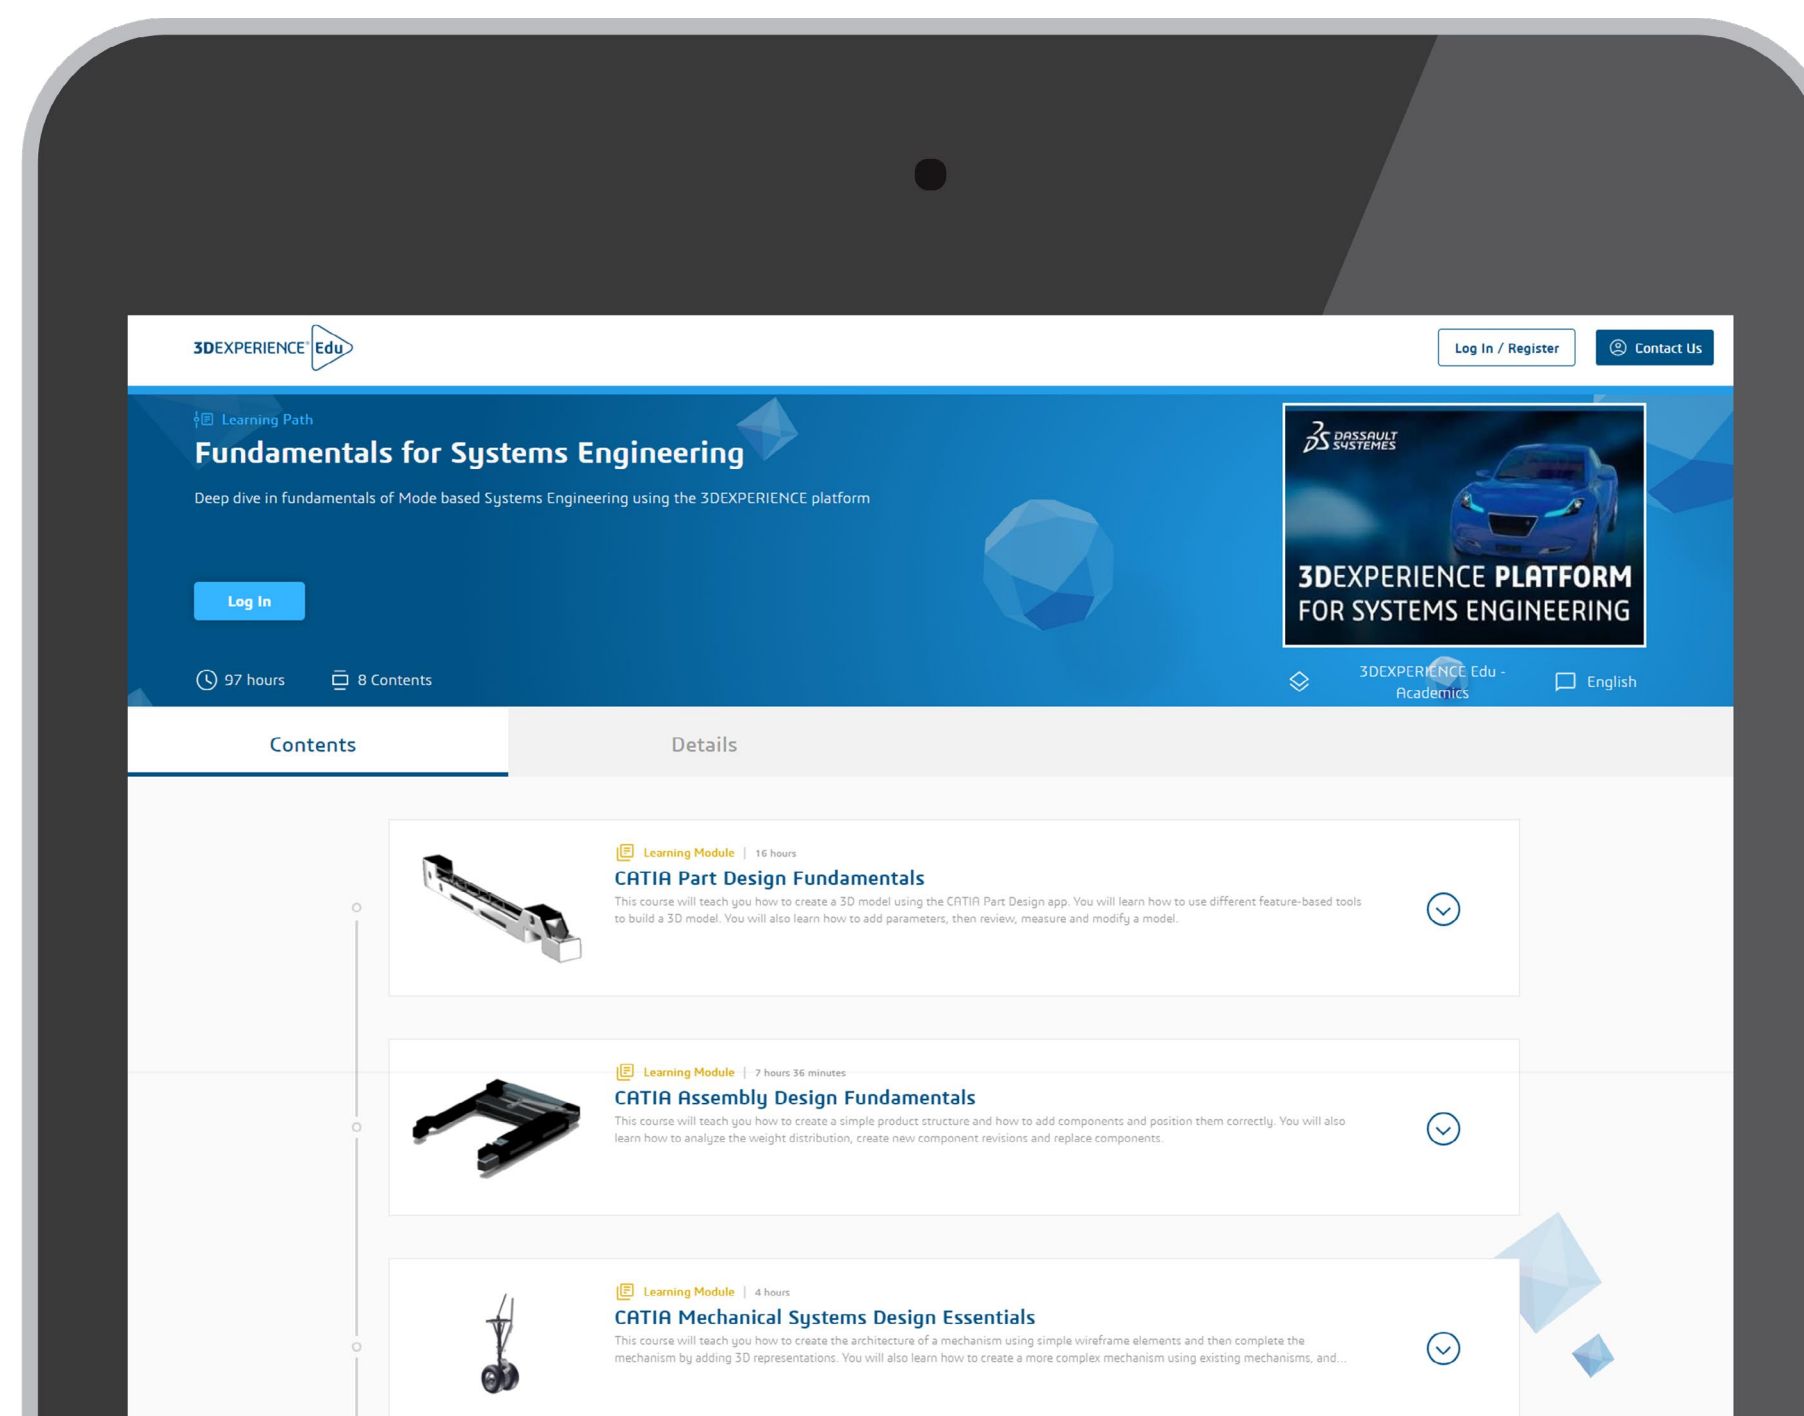 3DEXPERIENCE® Edu
Log In / Register
Contact Us
Learning Path
Fundamentals for Systems Engineering
Deep dive in fundamentals of Mode based Systems Engineering using the 3DEXPERIENCE platform
Log In
97 hours
8 Contents
DASSAULT
SYSTEMES
3DEXPERIENCE PLATFORM
FOR SYSTEMS ENGINEERING
3DEXPERIENCE Edu -
Academics
English
Contents
Details
Learning Module | 16 hours
CATIA Part Design Fundamentals
This course will teach you how to create a 3D model using the CATIA Part Design app. You will learn how to use different feature-based tools
to build a 3D model. You will also learn how to add parameters, then review, measure and modify a model.
Learning Module | 7 hours 36 minutes
CATIA Assembly Design Fundamentals
This course will teach you how to create a simple product structure and how to add components and position them correctly. You will also
learn how to analyze the weight distribution, create new component revisions and replace components.
Learning Module | 4 hours
CATIA Mechanical Systems Design Essentials
This course will teach you how to create the architecture of a mechanism using simple wireframe elements and then complete the
mechanism by adding 3D representations. You will also learn how to create a more complex mechanism using existing mechanisms, and...